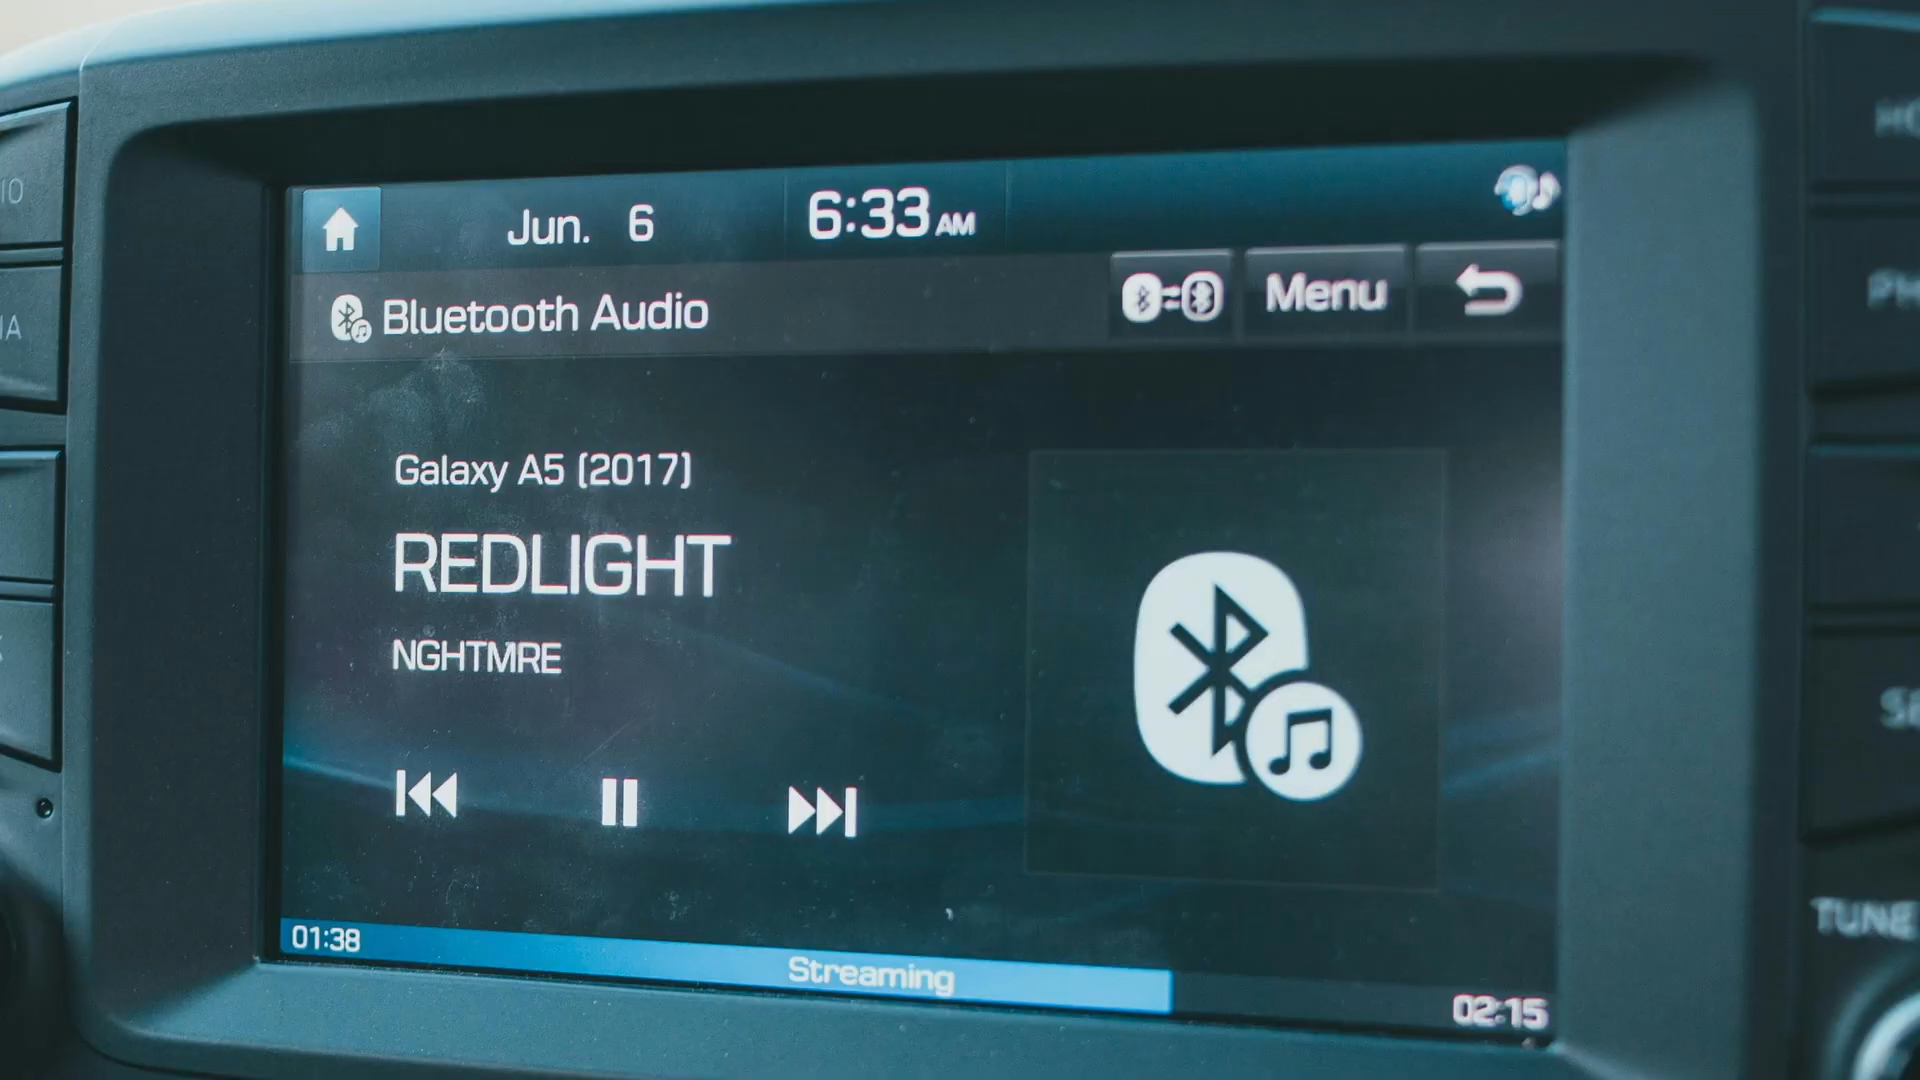 Jun. 6 6:33 AM
Bluetooth Audio
Menu
Galaxy A5 (2017)
REDLIGHT
NGHTMRE
01:38
Streaming
02:15
TUNE